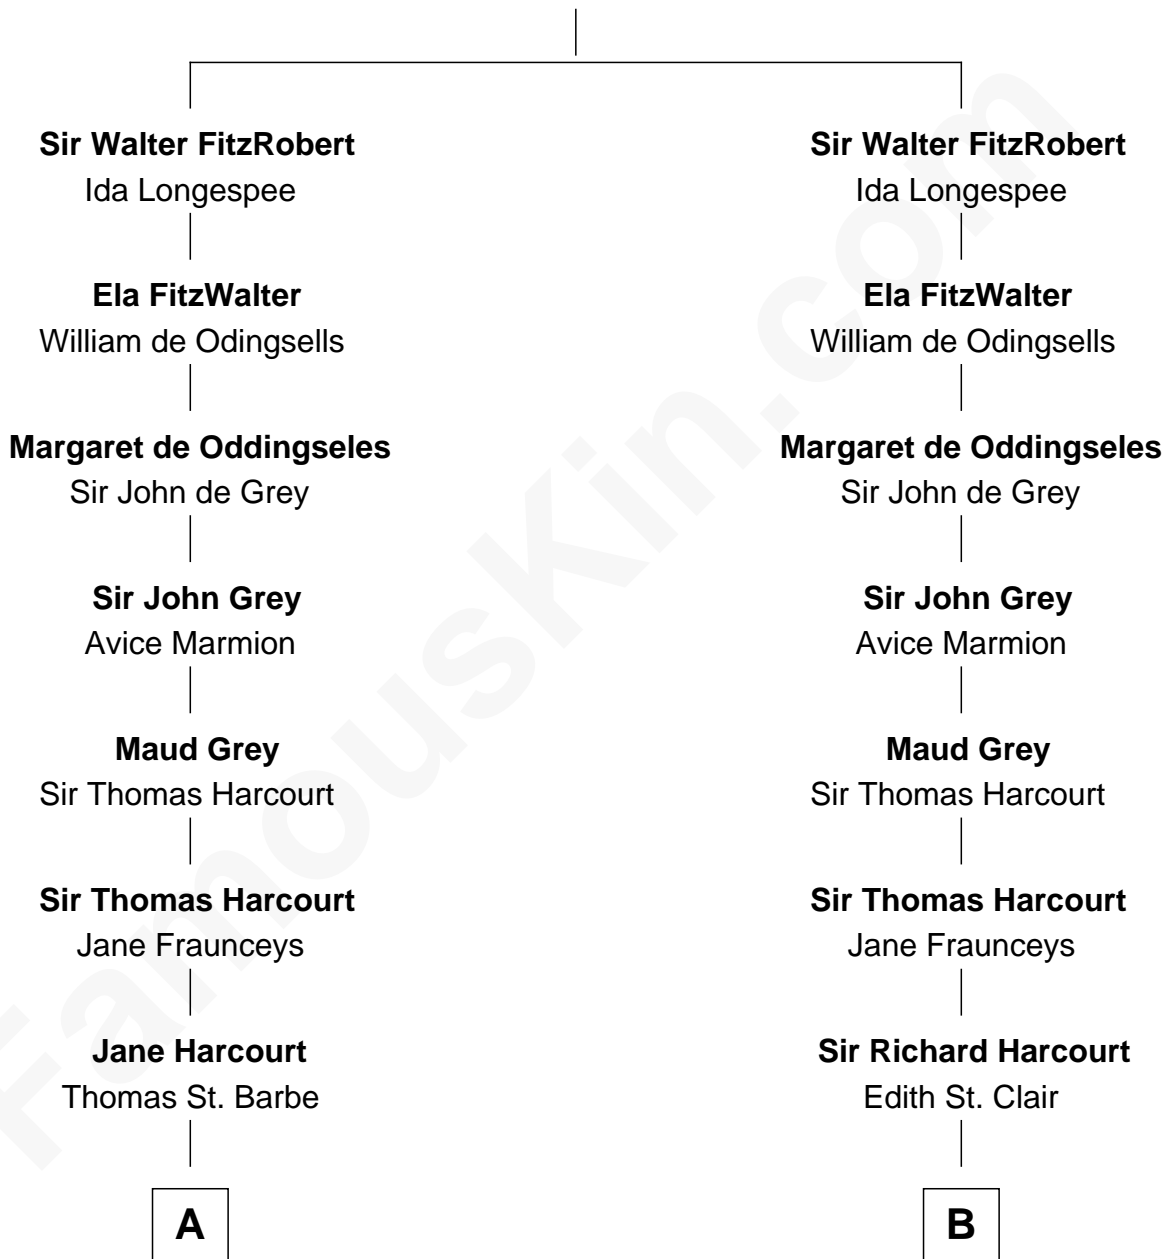 Sir Walter FitzRobert
Ida Longespee
Ela FitzWalter
William de Odingsells
Margaret de Oddingseles
Sir John de Grey
Sir John Grey
Avice Marmion
Maud Grey
Sir Thomas Harcourt
Sir Thomas Harcourt
Jane Fraunceys
Jane Harcourt
Thomas St. Barbe
A
Sir Walter FitzRobert
Ida Longespee
Ela FitzWalter
William de Odingsells
Margaret de Oddingseles
Sir John de Grey
Sir John Grey
Avice Marmion
Maud Grey
Sir Thomas Harcourt
Sir Thomas Harcourt
Jane Fraunceys
Sir Richard Harcourt
Edith St. Clair
B
FamousKin.com